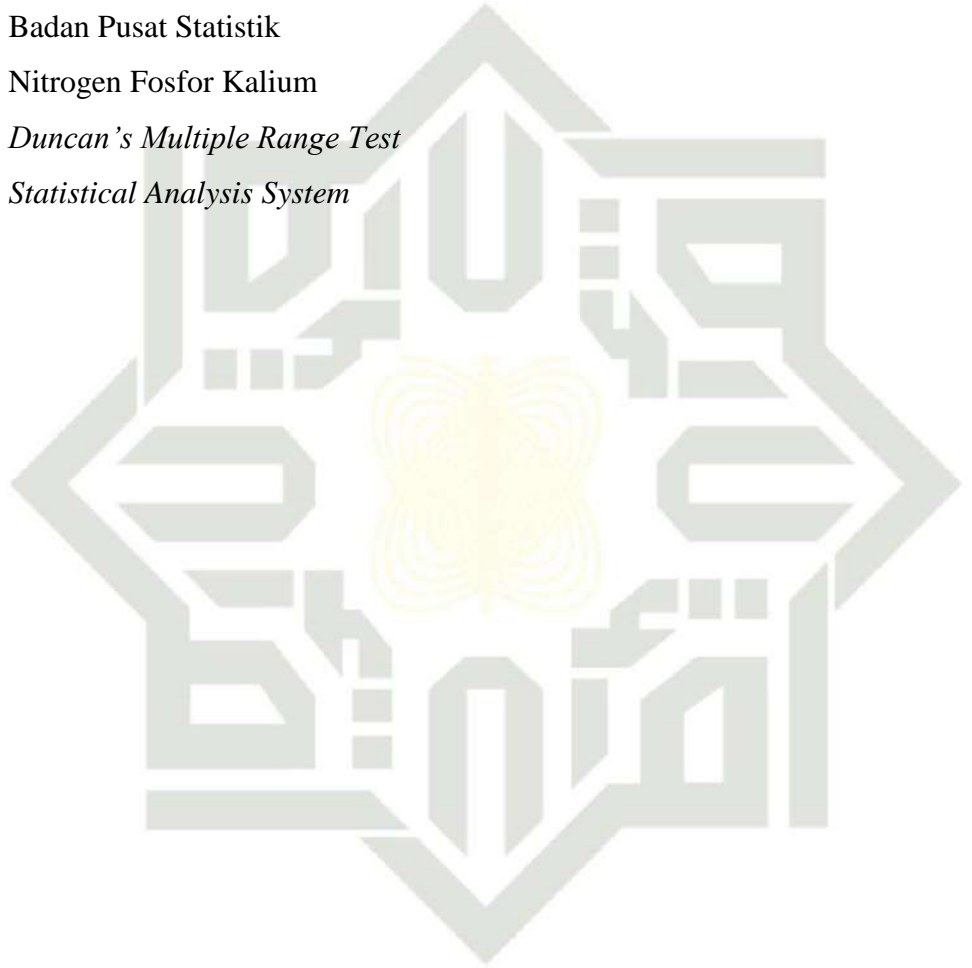 Badan Pusat Statistik
Nitrogen Fosfor Kalium
Duncan's Multiple Range Test
Statistical Analysis System